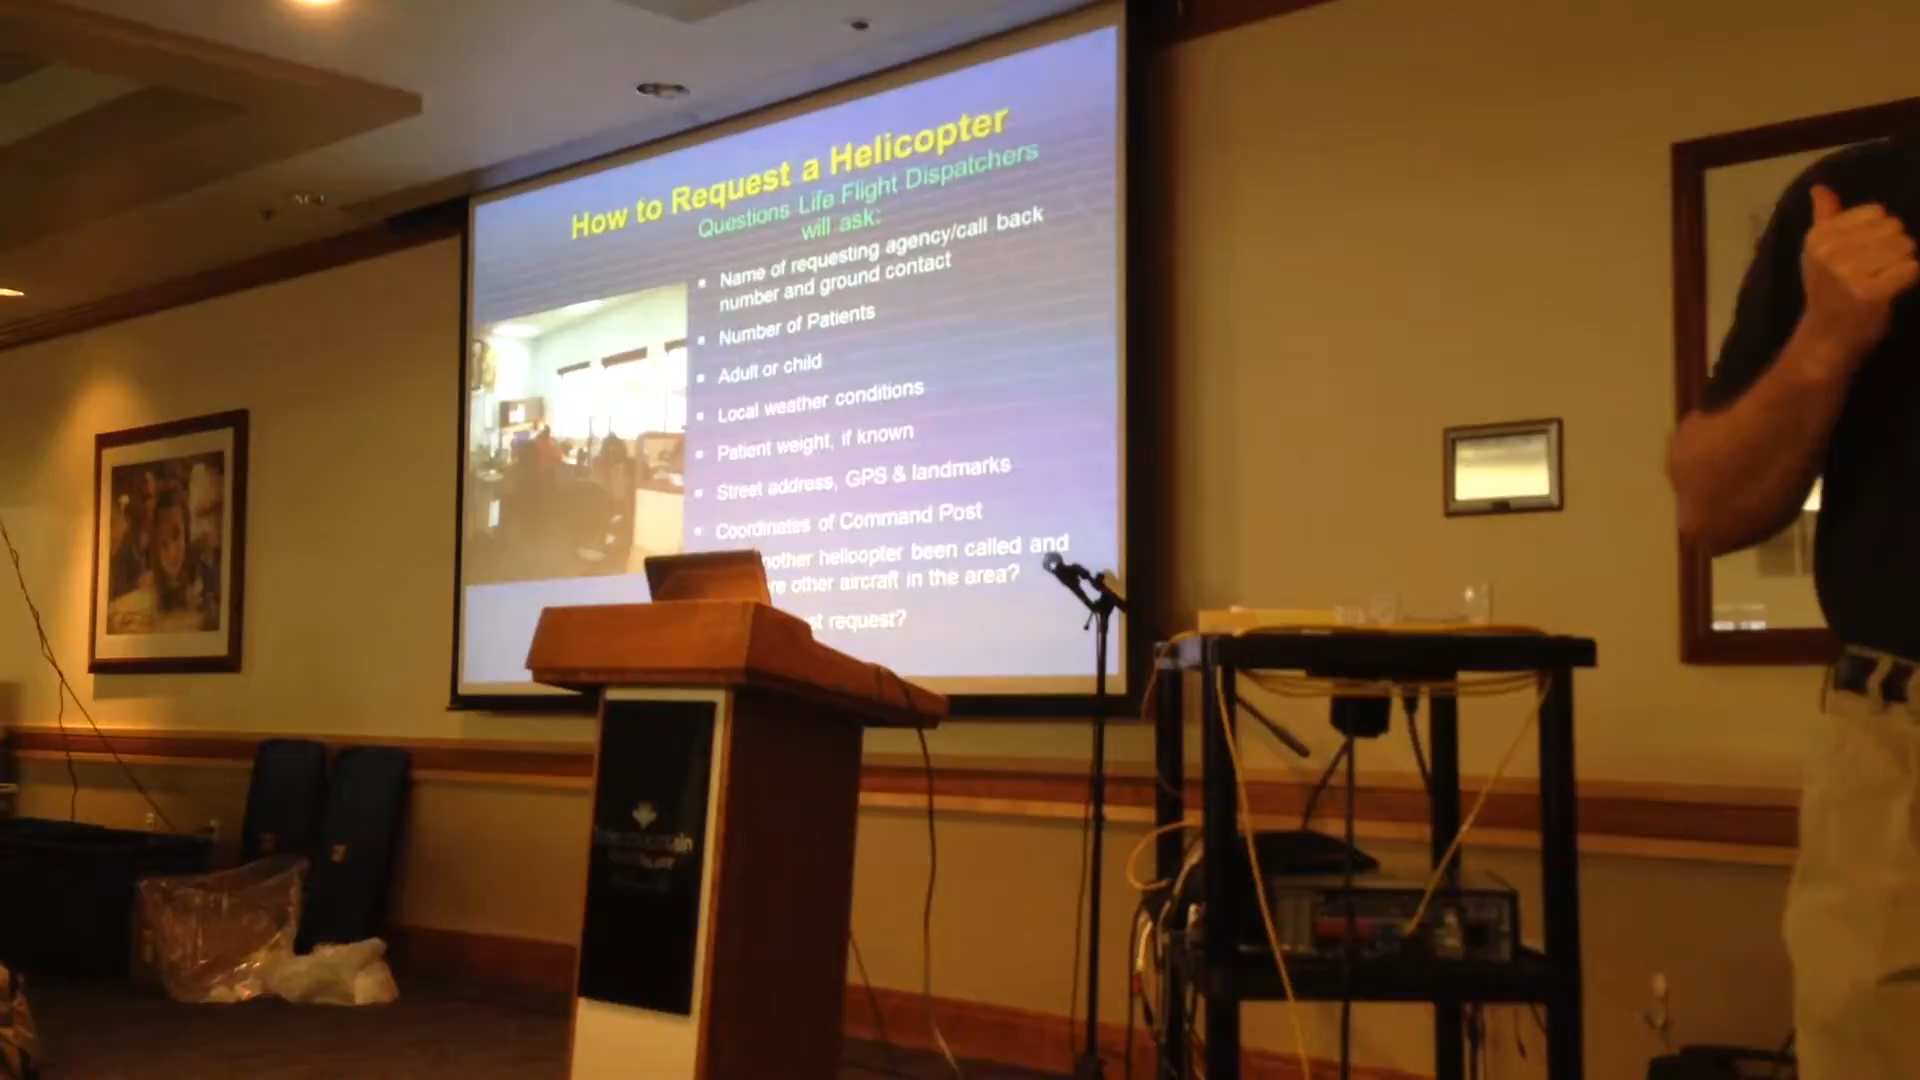 How to Request a Helicopter
Questions Life Flight Dispatchers
will ask:
▪ Name of requesting agency/call back
number and ground contact
▪ Number of Patients
▪ Adult or child
▪ Local weather conditions
▪ Patient weight, if known
▪ Street address, GPS & landmarks
▪ Coordinates of Command Post
helicopter been called and
other aircraft in the area?
request?